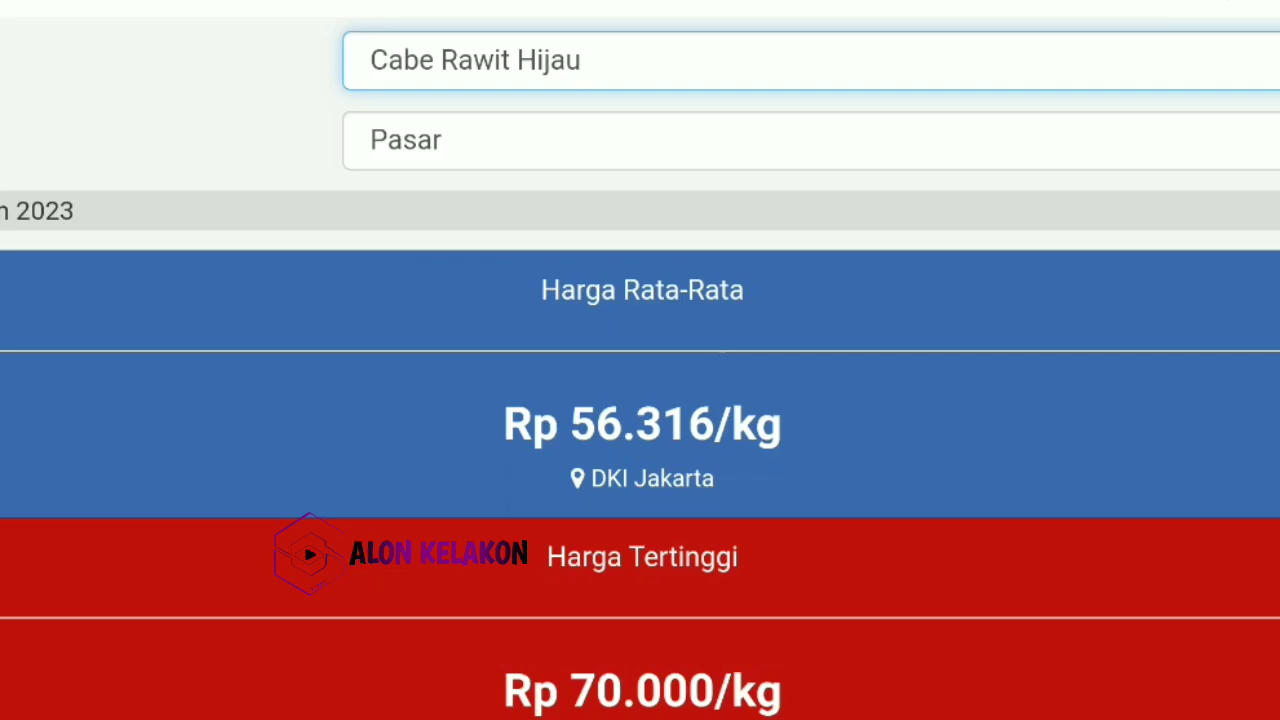 Cabe Rawit Hijau
Pasar
2023
Harga Rata-Rata
Rp 56.316/kg
DKI Jakarta
ALON KELAKON
Harga Tertinggi
Rp 70.000/kg